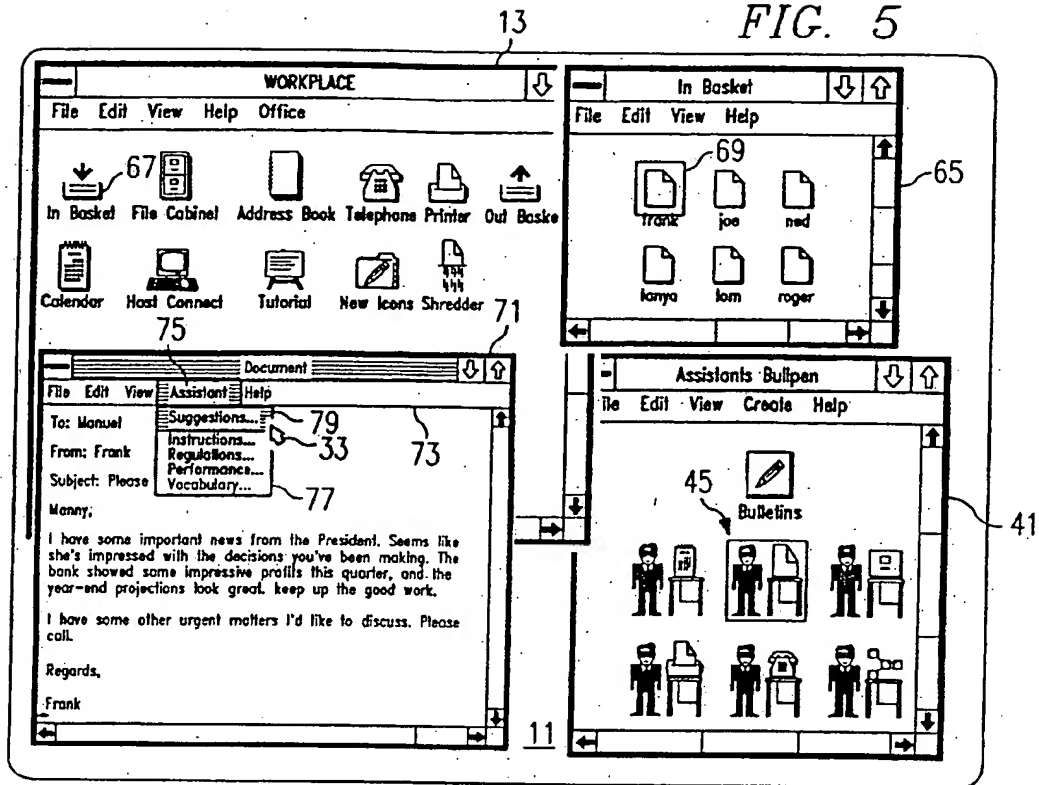 FIG. 5
13
WORKPLACE
File Edit View Help Office
67
In Basket File Cabinet Address Book Telephone Printer Out Baske
Calendar Host Connect Tutorial New Icons Shredder
In Basket
File Edit View Help
69
65
frank joe ned
tanya tom roger
71
75
Document
File Edit View Assistant Help
Suggestions...
79
33
73
Instructions...
Regulations...
Performance...
Vocabulary...
77
To: Manuel
From: Frank
Subject: Please
Manny,
I have some important news from the President. Seems like
she's impressed with the decisions you've been making. The
bank showed some impressive profits this quarter, and the
year-end projections look great. keep up the good work.
I have some other urgent matters I'd like to discuss. Please
call.
Regards,
Frank
11
Assistants Bullpen
ile Edit View Create Help
45
Bulletins
41